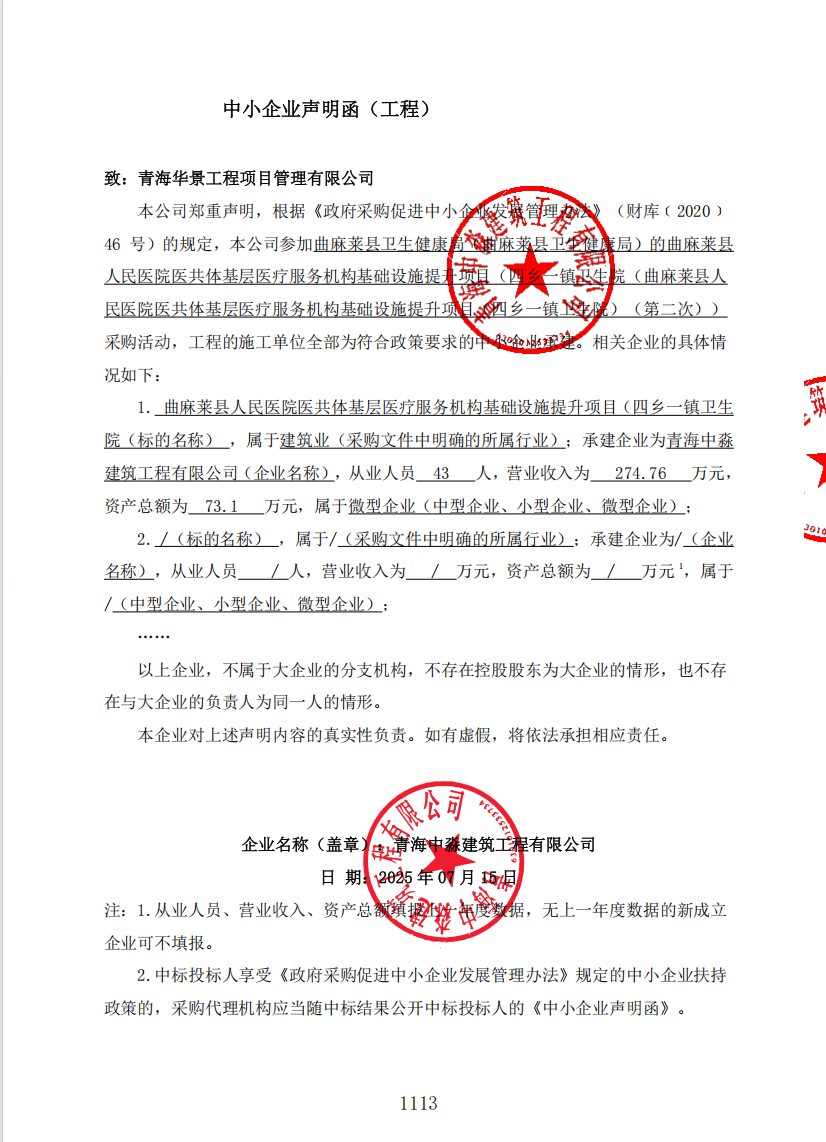 中小企业声明函（工程）
致：青海华景工程项目管理有限公司
本公司郑重声明，根据《政府采购促进中小企业发展管理办法》（财库﹝2020﹞
46 号）的规定，本公司参加曲麻莱县卫生健康局（曲麻莱县卫生健康局）的曲麻莱县
人民医院医共体基层医疗服务机构基础设施提升项目（四乡一镇卫生院（曲麻莱县人
民医院医共体基层医疗服务机构基础设施提升项目（四乡一镇卫生院）（第二次））
采购活动，工程的施工单位全部为符合政策要求的中小企业承建。相关企业的具体情
况如下：
1. 曲麻莱县人民医院医共体基层医疗服务机构基础设施提升项目（四乡一镇卫生
院（标的名称），属于建筑业（采购文件中明确的所属行业）；承建企业为青海中淼
建筑工程有限公司（企业名称），从业人员 43 人，营业收入为 274.76 万元，
资产总额为 73.1 万元，属于微型企业（中型企业、小型企业、微型企业）；
2. /（标的名称），属于/（采购文件中明确的所属行业）；承建企业为/（企业
名称），从业人员 / 人，营业收入为 / 万元，资产总额为 / 万元¹，属于
/（中型企业、小型企业、微型企业）；
……
以上企业，不属于大企业的分支机构，不存在控股股东为大企业的情形，也不存
在与大企业的负责人为同一人的情形。
本企业对上述声明内容的真实性负责。如有虚假，将依法承担相应责任。
企业名称（盖章）：青海中淼建筑工程有限公司
日 期：2025 年 07 月 15 日
注：1.从业人员、营业收入、资产总额填报上一年度数据，无上一年度数据的新成立
企业可不填报。
2.中标投标人享受《政府采购促进中小企业发展管理办法》规定的中小企业扶持
政策的，采购代理机构应当随中标结果公开中标投标人的《中小企业声明函》。
1113
青海中淼建筑工程有限公司
青海中淼建筑工程有限公司